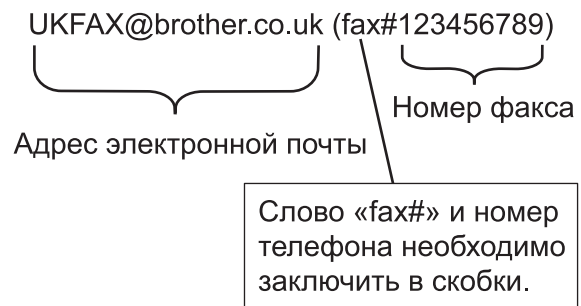 UKFAX@brother.co.uk (fax#123456789)
Номер факса
Адрес электронной почты
Слово «fax#» и номер
телефона необходимо
заключить в скобки.